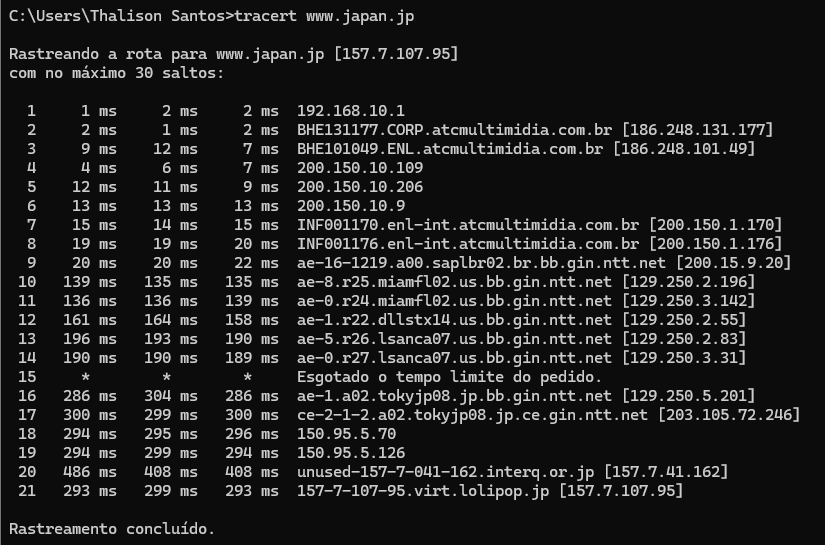 C:\Users\Thalison Santos>tracert www.japan.jp
Rastreando a rota para www.japan.jp [157.7.107.95]
com no máximo 30 saltos:
1 1 ms 2 ms 2 ms 192.168.10.1
2 2 ms 1 ms 2 ms BHE131177.CORP.atcmultimidia.com.br [186.248.131.177]
3 9 ms 12 ms 7 ms BHE101049.ENL.atcmultimidia.com.br [186.248.101.49]
4 4 ms 6 ms 7 ms 200.150.10.109
5 12 ms 11 ms 9 ms 200.150.10.206
6 13 ms 13 ms 13 ms 200.150.10.9
7 15 ms 14 ms 15 ms INF001170.enl-int.atcmultimidia.com.br [200.150.1.170]
8 19 ms 19 ms 20 ms INF001176.enl-int.atcmultimidia.com.br [200.150.1.176]
9 20 ms 20 ms 22 ms ae-16-1219.a00.saplbr02.br.bb.gin.ntt.net [200.15.9.20]
10 139 ms 135 ms 135 ms ae-8.r25.miamfl02.us.bb.gin.ntt.net [129.250.2.196]
11 136 ms 136 ms 139 ms ae-0.r24.miamfl02.us.bb.gin.ntt.net [129.250.3.142]
12 161 ms 164 ms 158 ms ae-1.r22.dllstx14.us.bb.gin.ntt.net [129.250.2.55]
13 196 ms 193 ms 190 ms ae-5.r26.lsanca07.us.bb.gin.ntt.net [129.250.2.83]
14 190 ms 190 ms 189 ms ae-0.r27.lsanca07.us.bb.gin.ntt.net [129.250.3.31]
15 * * * Esgotado o tempo limite do pedido.
16 286 ms 304 ms 286 ms ae-1.a02.tokyjp08.jp.bb.gin.ntt.net [129.250.5.201]
17 300 ms 299 ms 300 ms ce-2-1-2.a02.tokyjp08.jp.ce.gin.ntt.net [203.105.72.246]
18 294 ms 295 ms 296 ms 150.95.5.70
19 294 ms 299 ms 294 ms 150.95.5.126
20 486 ms 408 ms 408 ms unused-157-7-041-162.interq.or.jp [157.7.41.162]
21 293 ms 299 ms 293 ms 157-7-107-95.virt.lolipop.jp [157.7.107.95]
Rastreamento concluído.